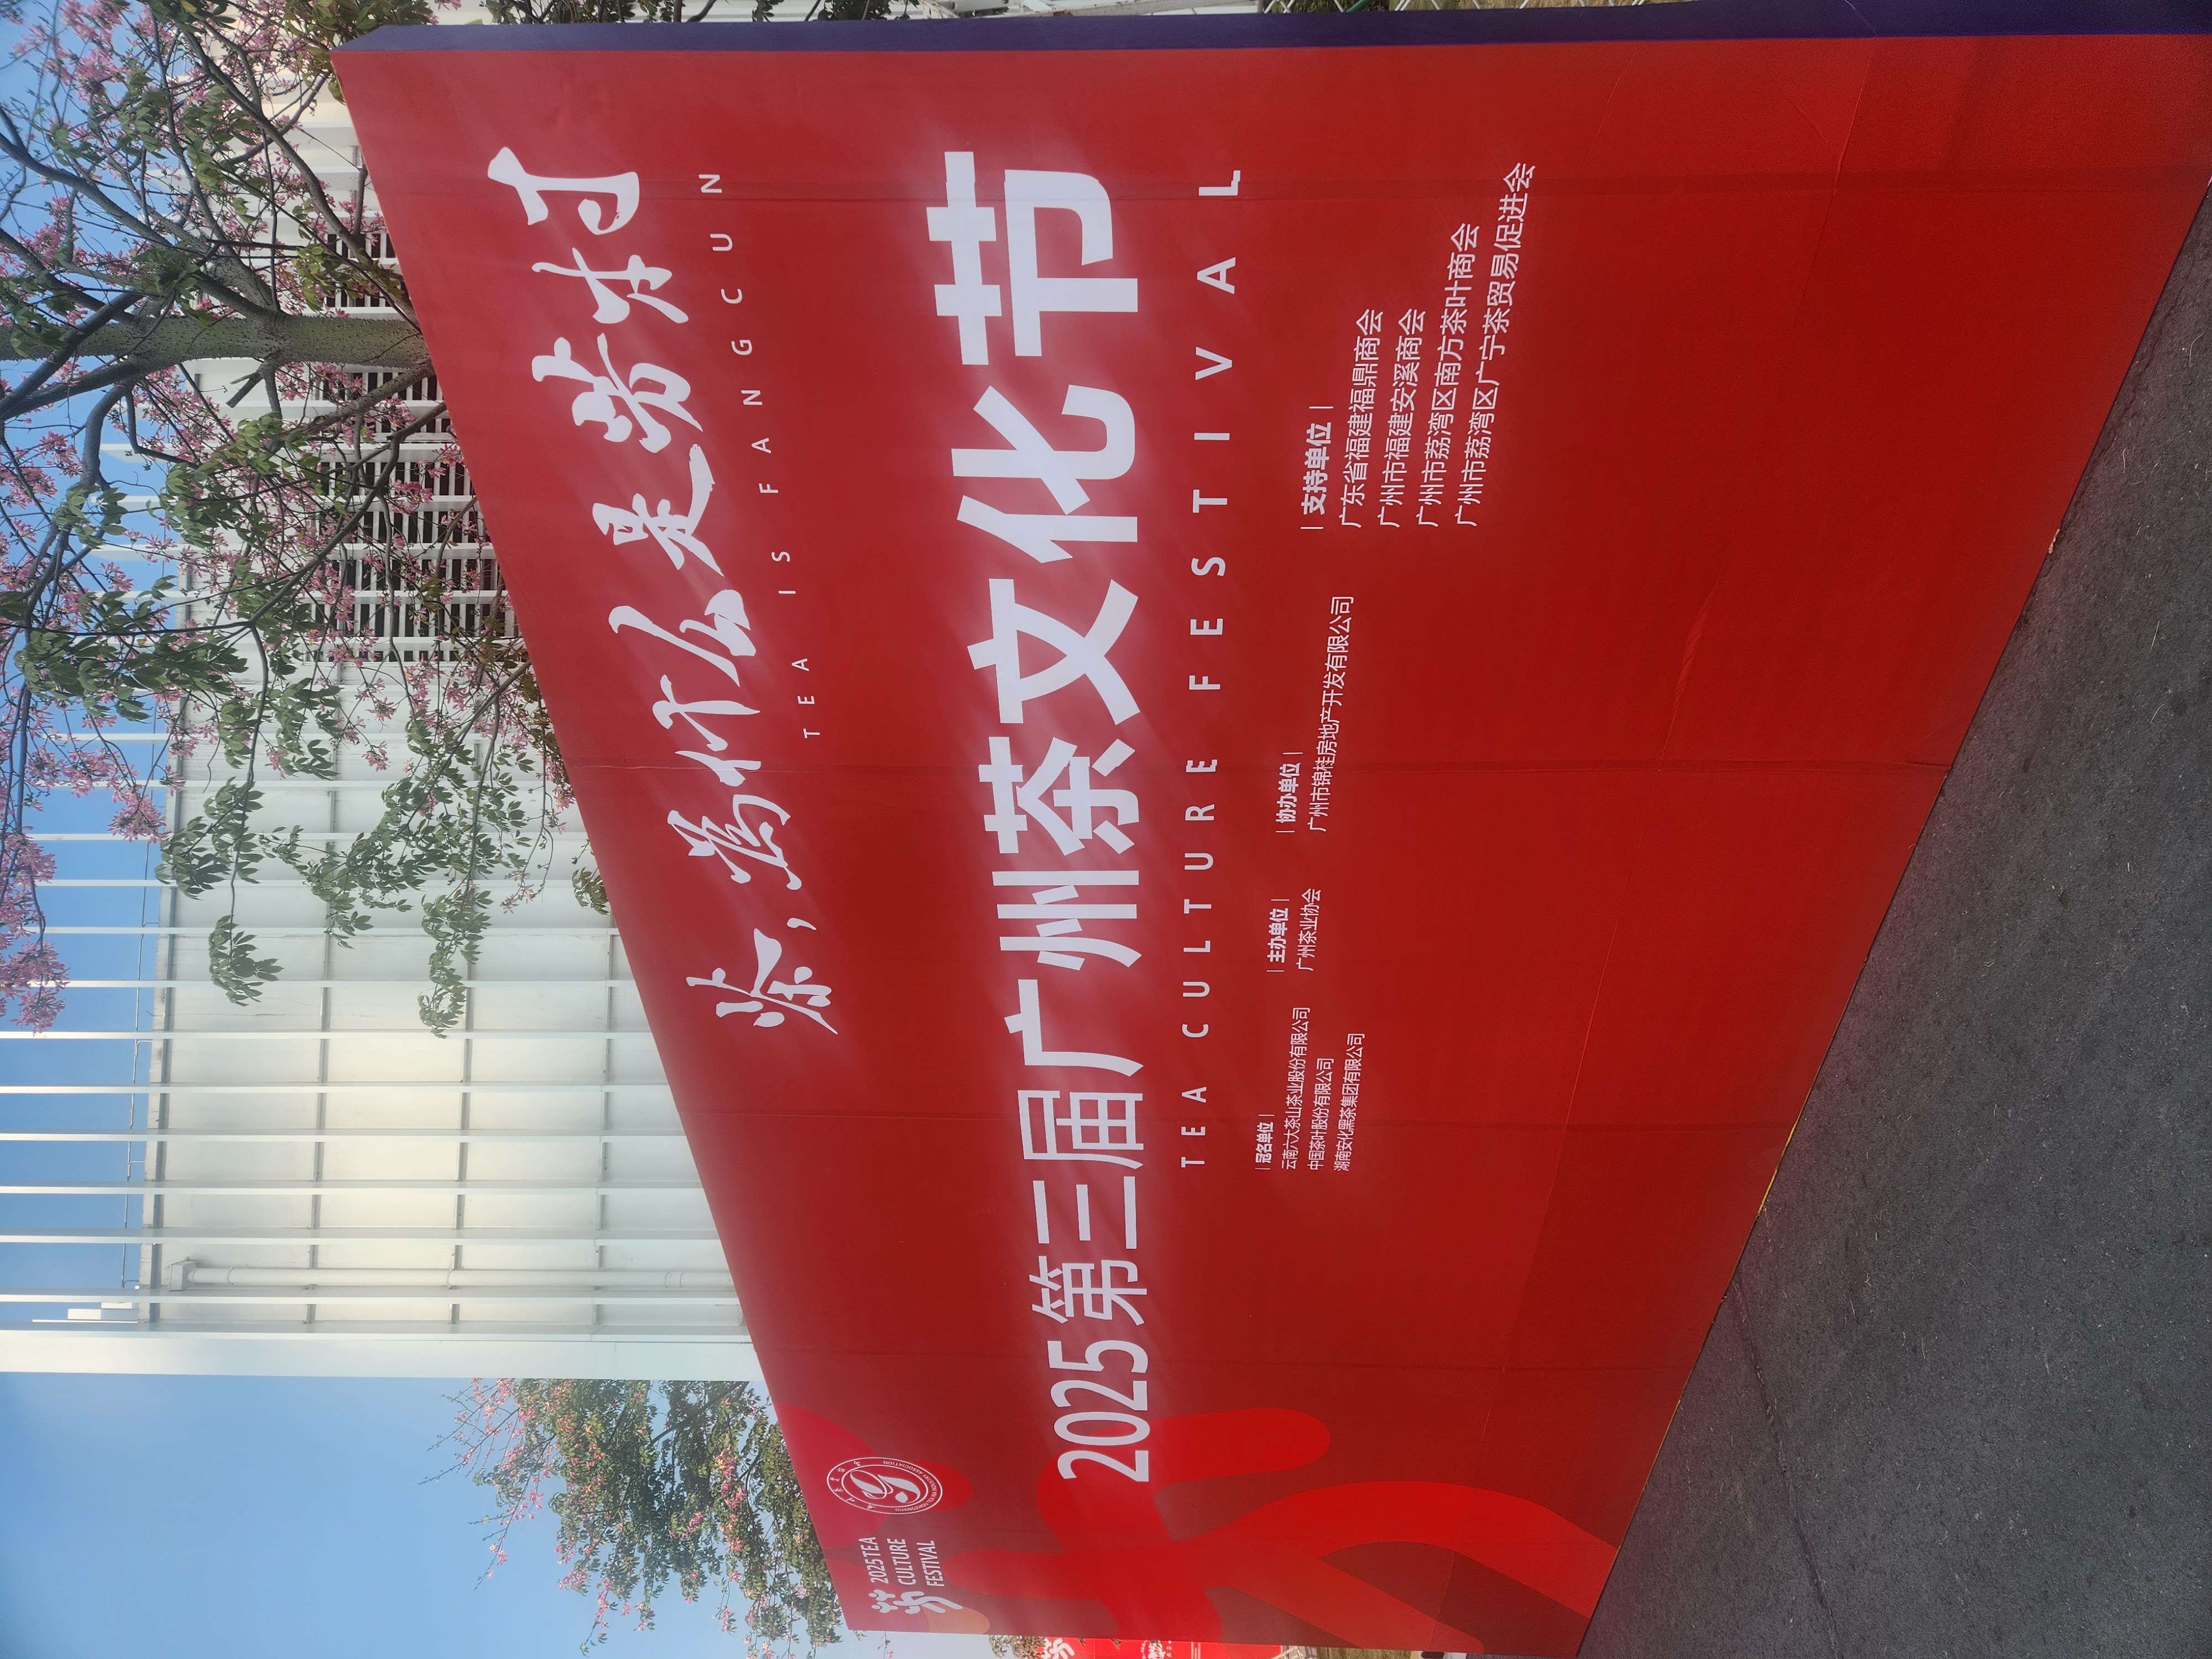 茶 2025TEA
CULTURE
FESTIVAL
茶，为什么是芳村
TEA IS FANGCUN
2025第三届广州茶文化节
TEA CULTURE FESTIVAL
|冠名单位|
云南六大茶山茶业股份有限公司
中国茶叶股份有限公司
湖南安化黑茶集团有限公司
|主办单位|
广州茶业协会
|协办单位|
广州市锦桂房地产开发有限公司
|支持单位|
广东省福建福鼎商会
广州市福建安溪商会
广州市荔湾区南方茶叶商会
广州市荔湾区广宁茶贸易促进会